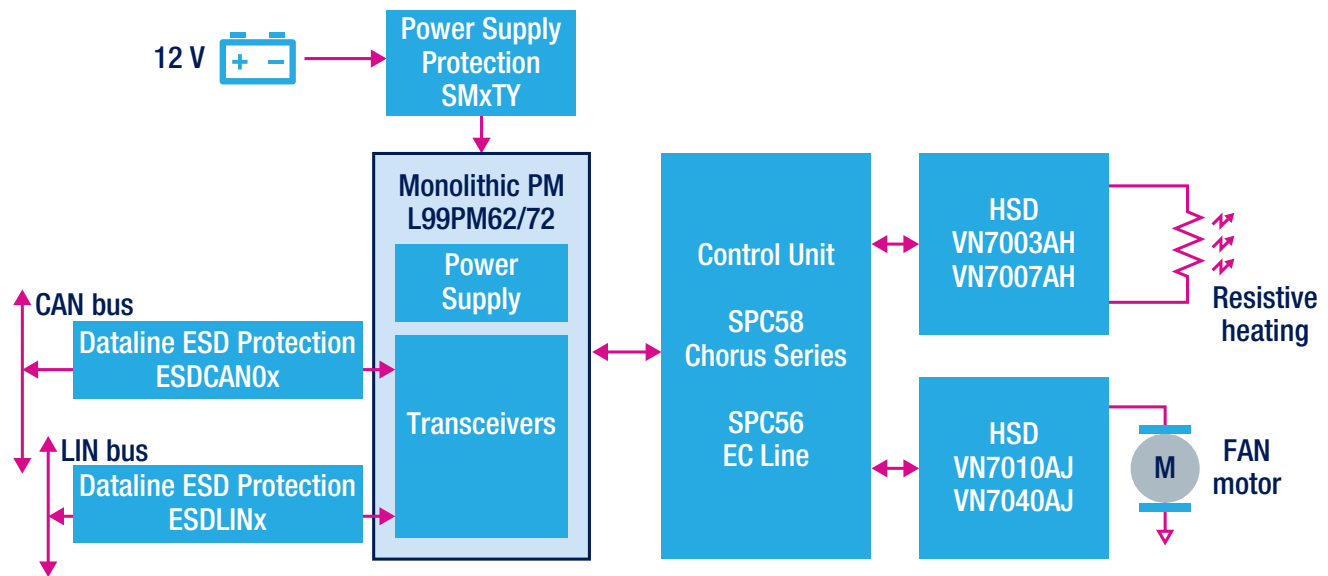 12 V
+ −
Power Supply
Protection
SMxTY
Monolithic PM
L99PM62/72
Power
Supply
Transceivers
CAN bus
Dataline ESD Protection
ESDCAN0x
LIN bus
Dataline ESD Protection
ESDLINx
Control Unit
SPC58
Chorus Series
SPC56
EC Line
HSD
VN7003AH
VN7007AH
Resistive
heating
HSD
VN7010AJ
VN7040AJ
M
FAN
motor